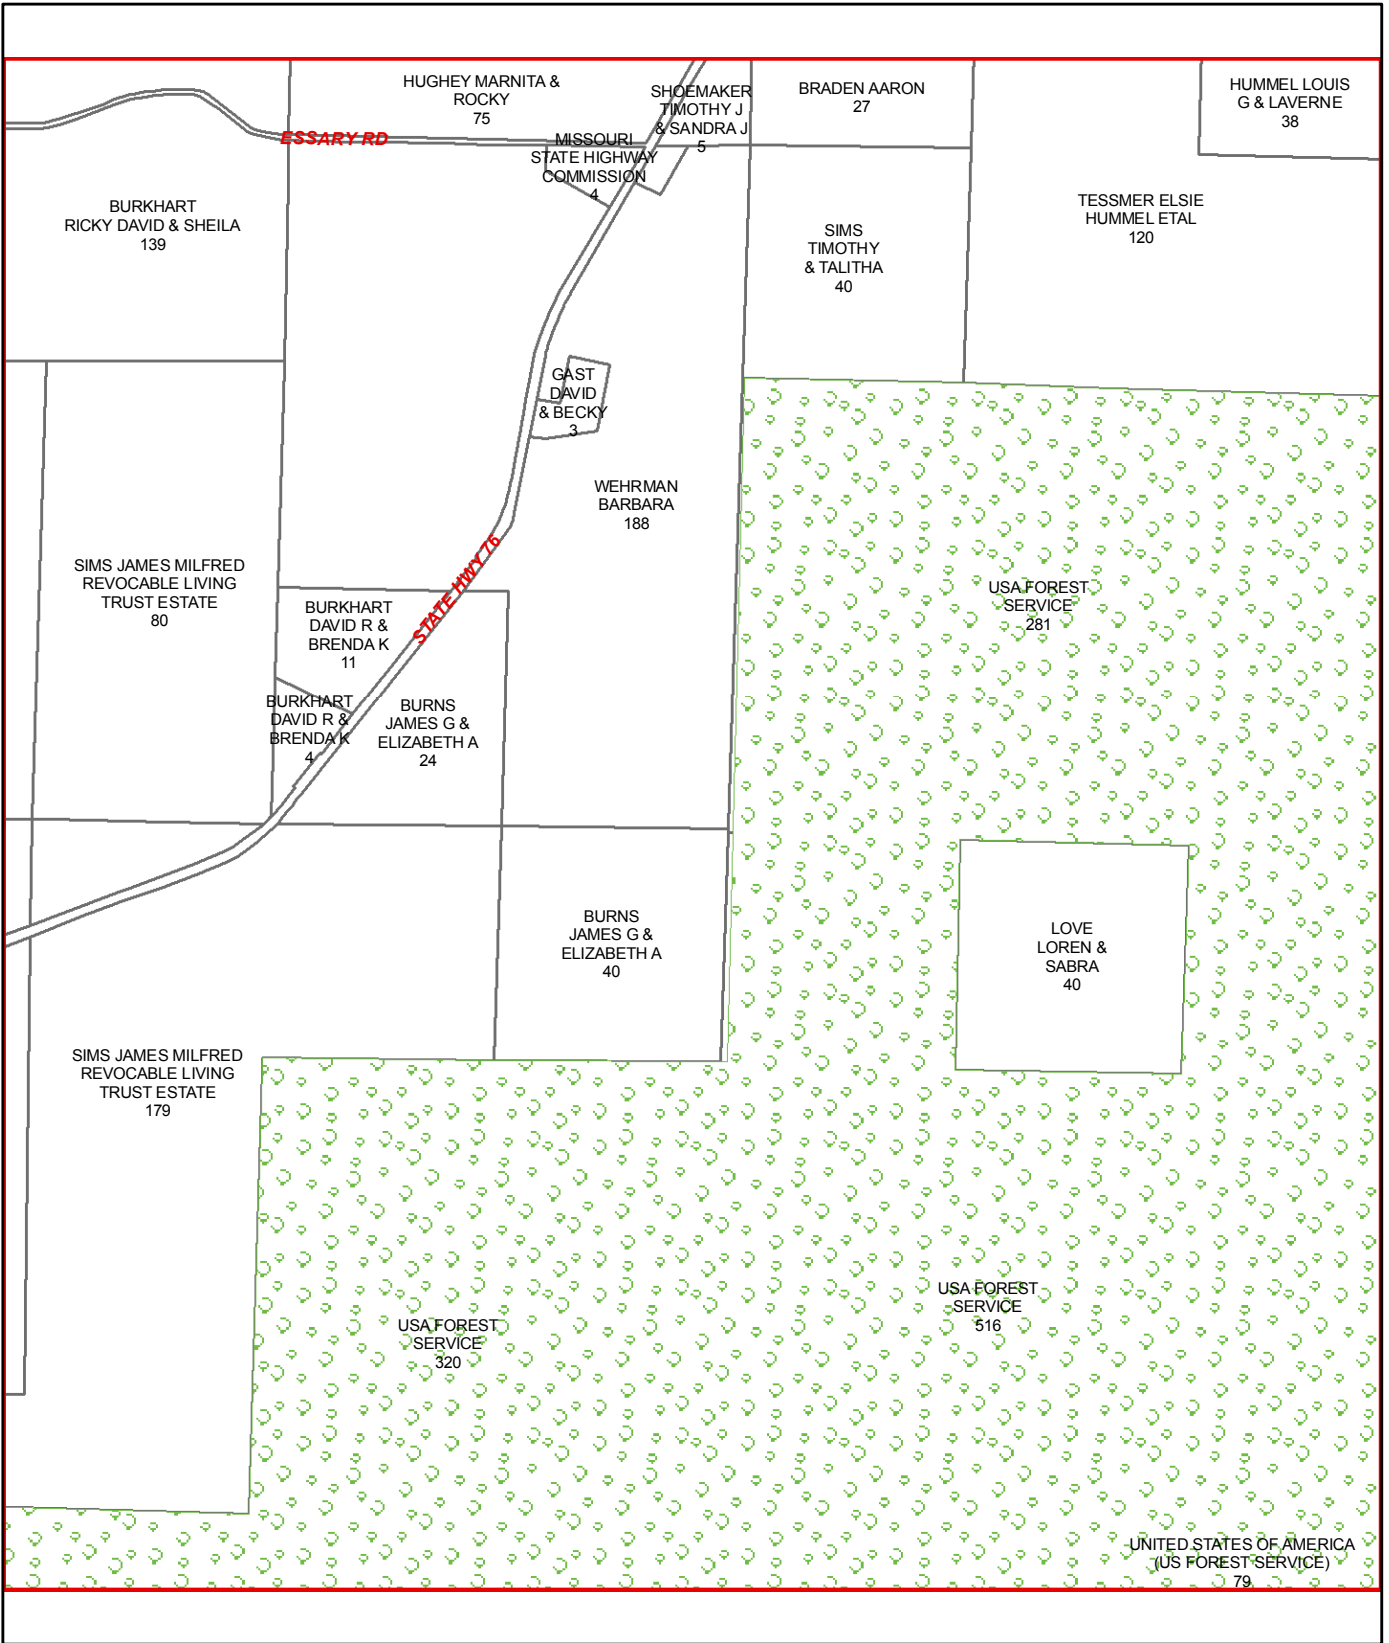 HUGHEY MARNITA &
ROCKY
75
SHOEMAKER
TIMOTHY J
& SANDRA J
5
BRADEN AARON
27
HUMMEL LOUIS
G & LAVERNE
38
ESSARY RD
MISSOURI
STATE HIGHWAY
COMMISSION
4
BURKHART
RICKY DAVID & SHEILA
139
SIMS
TIMOTHY
& TALITHA
40
TESSMER ELSIE
HUMMEL ETAL
120
GAST
DAVID
& BECKY
3
WEHRMAN
BARBARA
188
STATE HWY 76
SIMS JAMES MILFRED
REVOCABLE LIVING
TRUST ESTATE
80
BURKHART
DAVID R &
BRENDA K
11
USA FOREST
SERVICE
281
BURKHART
DAVID R &
BRENDA K
4
BURNS
JAMES G &
ELIZABETH A
24
BURNS
JAMES G &
ELIZABETH A
40
LOVE
LOREN &
SABRA
40
SIMS JAMES MILFRED
REVOCABLE LIVING
TRUST ESTATE
179
USA FOREST
SERVICE
320
USA FOREST
SERVICE
516
UNITED STATES OF AMERICA
(US FOREST SERVICE)
79